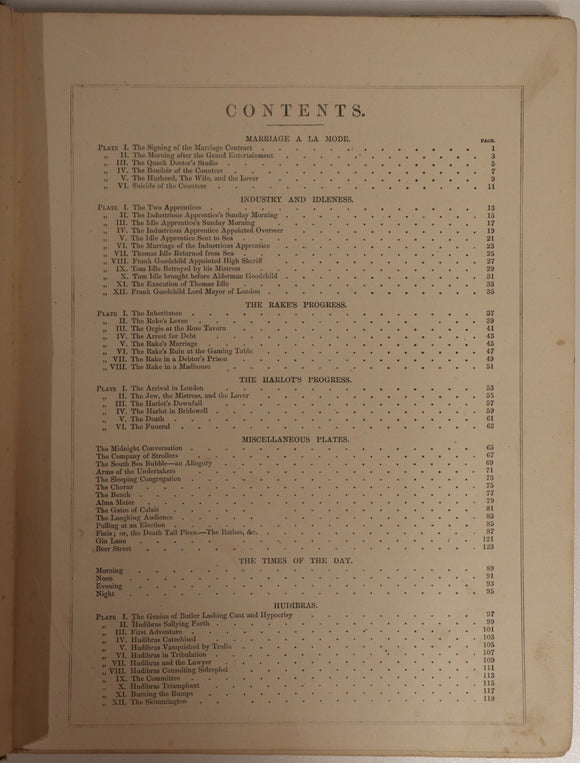 CONTENTS.
MARRIAGE A LA MODE.
PAGE.
PLATE I. The Signing of the Marriage Contract 1
„ II. The Morning after the Grand Entertainment 3
„ III. The Quack Doctor's Studio 5
„ IV. The Boudoir of the Countess 7
„ V. The Husband, The Wife, and the Lover 9
„ VI. Suicide of the Countess 11
INDUSTRY AND IDLENESS.
PLATE I. The Two Apprentices 13
„ II. The Industrious Apprentice's Sunday Morning 15
„ III. The Idle Apprentice's Sunday Morning 17
„ IV. The Industrious Apprentice Appointed Overseer 19
„ V. The Idle Apprentice Sent to Sea 21
„ VI. The Marriage of the Industrious Apprentice 23
„ VII. Thomas Idle Returned from Sea 25
„ VIII. Frank Goodchild Appointed High Sheriff 27
„ IX. Tom Idle Betrayed by his Mistress 29
„ X. Tom Idle brought before Alderman Goodchild 31
„ XI. The Execution of Thomas Idle 33
„ XII. Frank Goodchild Lord Mayor of London 35
THE RAKE'S PROGRESS.
PLATE I. The Inheritance 37
„ II. The Rake's Levee 39
„ III. The Orgie at the Rose Tavern 41
„ IV. The Arrest for Debt 43
„ V. The Rake's Marriage 45
„ VI. The Rake's Ruin at the Gaming Table 47
„ VII. The Rake in a Debtor's Prison 49
„ VIII. The Rake in a Madhouse 51
THE HARLOT'S PROGRESS.
PLATE I. The Arrival in London 53
„ II. The Jew, the Mistress, and the Lover 55
„ III. The Harlot's Downfall 57
„ IV. The Harlot in Bridewell 59
„ V. The Death 61
„ VI. The Funeral 63
MISCELLANEOUS PLATES.
The Midnight Conversation 65
The Company of Strollers 67
The South Sea Bubble—an Allegory 69
Arms of the Undertakers 71
The Sleeping Congregation 73
The Chorus 75
The Bench 77
Alma Mater 79
The Gates of Calais 81
The Laughing Audience 83
Polling at an Election 85
Finis; or, the Death Tail Piece.—The Bathos, &c. 87
Gin Lane 121
Beer Street 123
THE TIMES OF THE DAY.
Morning 89
Noon 91
Evening 93
Night 95
HUDIBRAS.
PLATE I. The Genius of Butler Lashing Cant and Hypocrisy 97
„ II. Hudibras Sallying Forth 99
„ III. First Adventure 101
„ IV. Hudibras Catechised 103
„ V. Hudibras Vanquished by Trulla 105
„ VI. Hudibras in Tribulation 107
„ VII. Hudibras and the Lawyer 109
„ VIII. Hudibras Consulting Sidrophel 111
„ IX. The Committee 113
„ X. Hudibras Triumphant 115
„ XI. Burning the Rumps 117
„ XII. The Skimmington 119